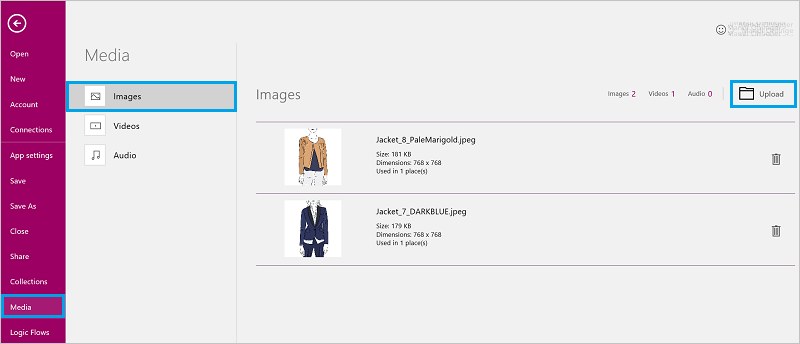 Open
New
Account
Connections
App settings
Save
Save As
Close
Share
Collections
Media
Logic Flows
Media
Images
Videos
Audio
Images
Images 2 Videos 1 Audio 0
Upload
Jacket_8_PaleMarigold.jpeg
Size: 181 KB
Dimensions: 768 x 768
Used in 1 place(s)
Jacket_7_DARKBLUE.jpeg
Size: 179 KB
Dimensions: 768 x 768
Used in 1 place(s)